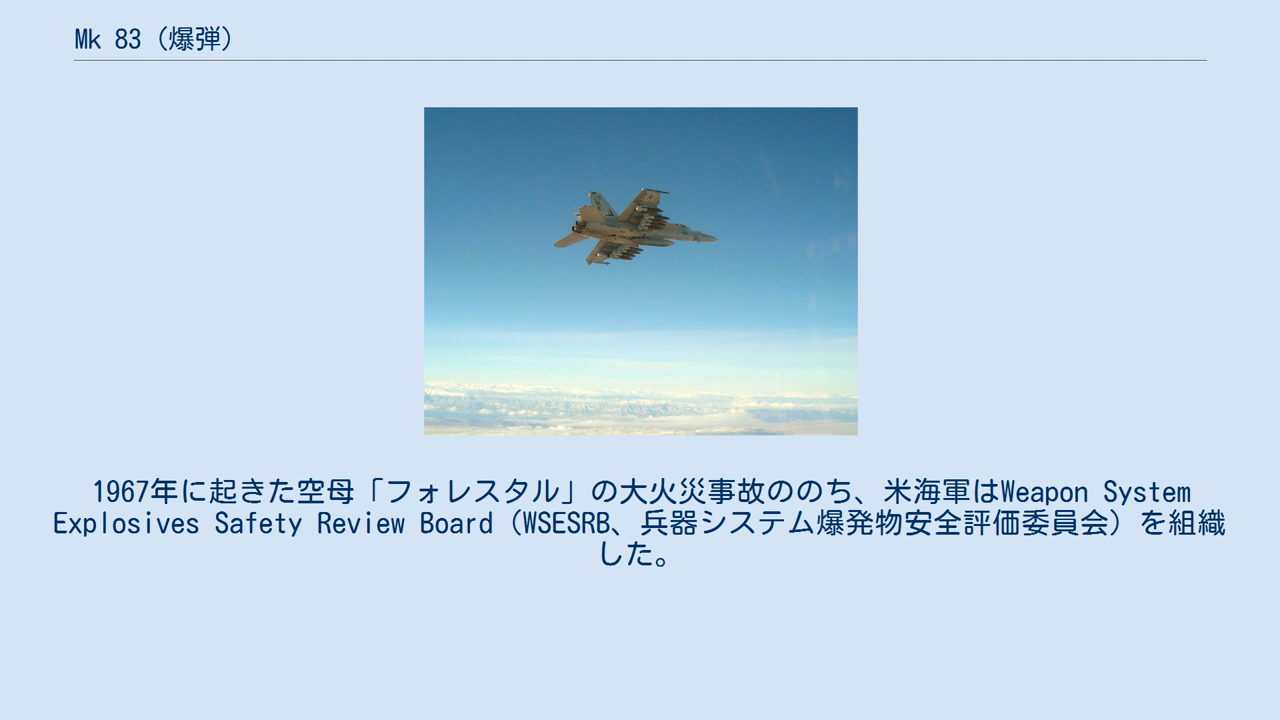 Mk 83（爆弾）
1967年に起きた空母「フォレスタル」の大火災事故ののち、米海軍はWeapon System
Explosives Safety Review Board（WSESRB、兵器システム爆発物安全評価委員会）を組織
した。